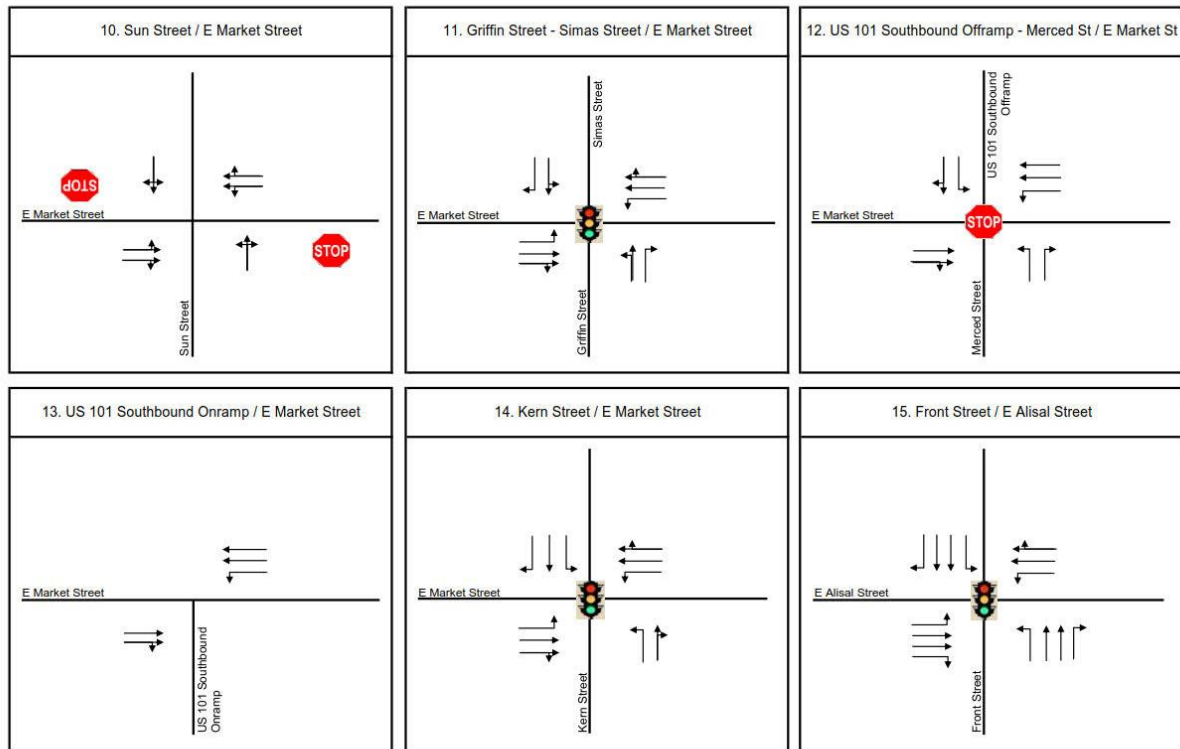 10. Sun Street / E Market Street
STOP
E Market Street
STOP
Sun Street
11. Griffin Street - Simas Street / E Market Street
Simas Street
E Market Street
Griffin Street
12. US 101 Southbound Offramp - Merced St / E Market St
US 101 Southbound
Offramp
E Market Street
STOP
Merced Street
13. US 101 Southbound Onramp / E Market Street
E Market Street
US 101 Southbound
Onramp
14. Kern Street / E Market Street
E Market Street
Kern Street
15. Front Street / E Alisal Street
E Alisal Street
Front Street